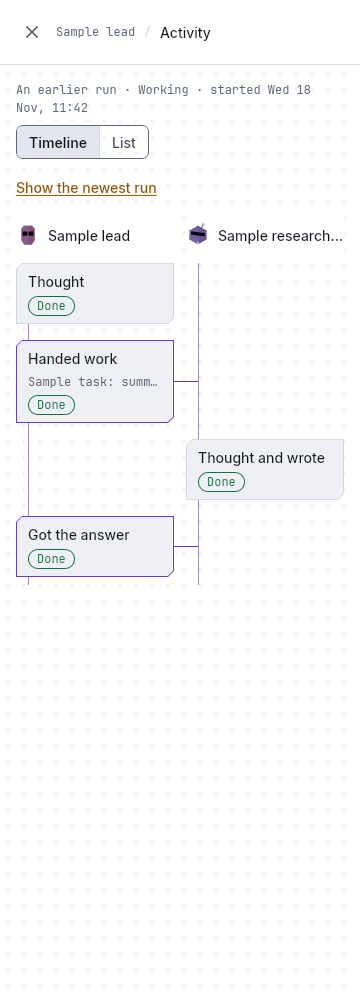 Sample lead / Activity
An earlier run · Working · started Wed 18
Nov, 11:42
Timeline List
Show the newest run
Sample lead Sample research…
Thought
Done
Handed work
Sample task: summ…
Done
Thought and wrote
Done
Got the answer
Done